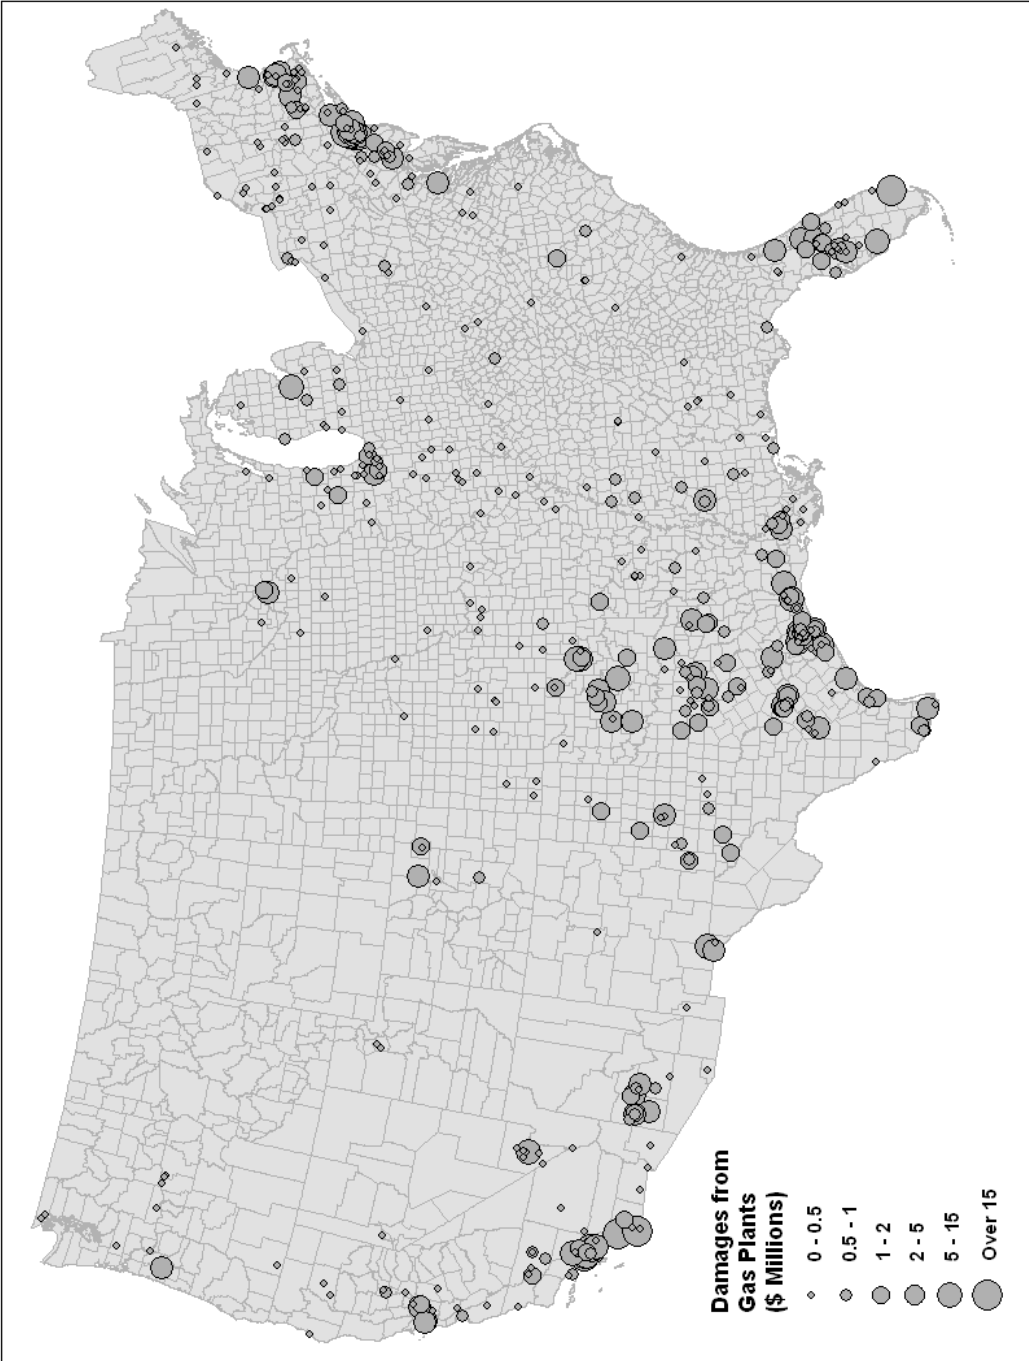 Damages from
Gas Plants
($ Millions)
0 - 0.5
0.5 - 1
1 - 2
2 - 5
5 - 15
Over 15